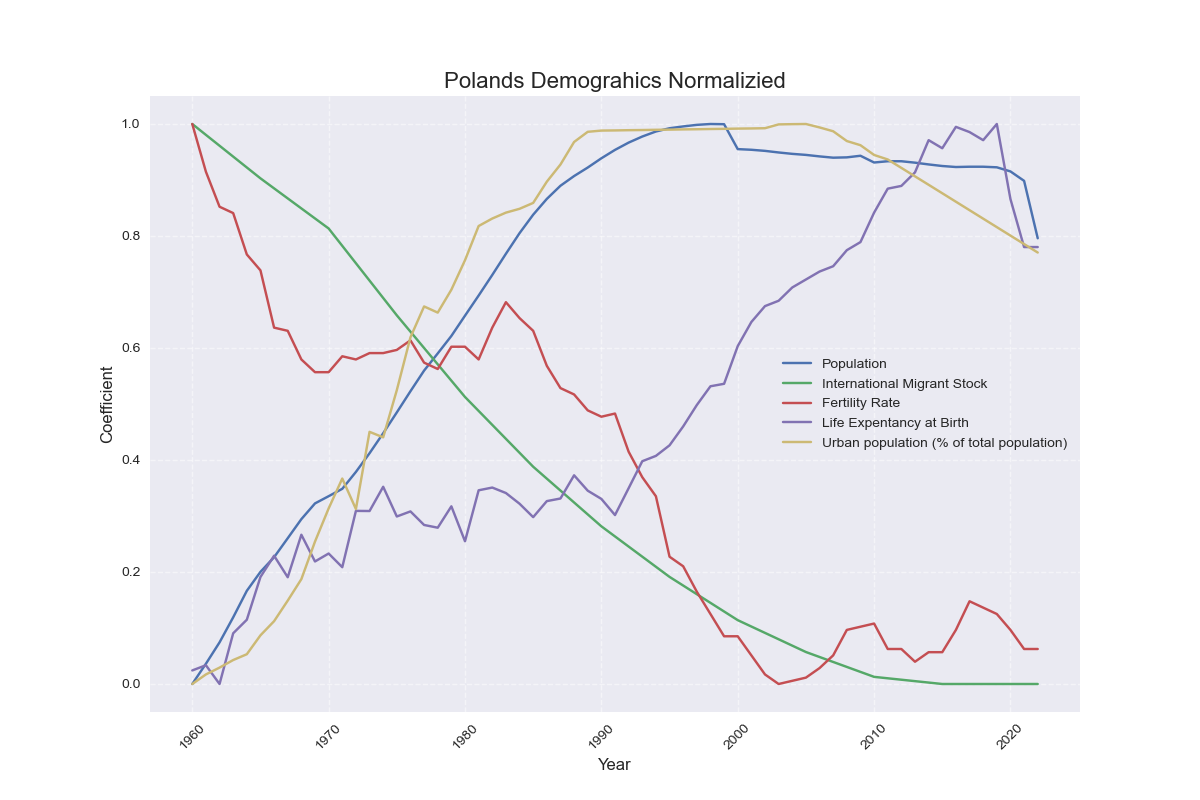 Polands Demograhics Normalizied
1.0
0.8
0.6
0.4
0.2
0.0
Coefficient
Population
International Migrant Stock
Fertility Rate
Life Expentancy at Birth
Urban population (% of total population)
1960
1970
1980
1990
2000
2010
2020
Year